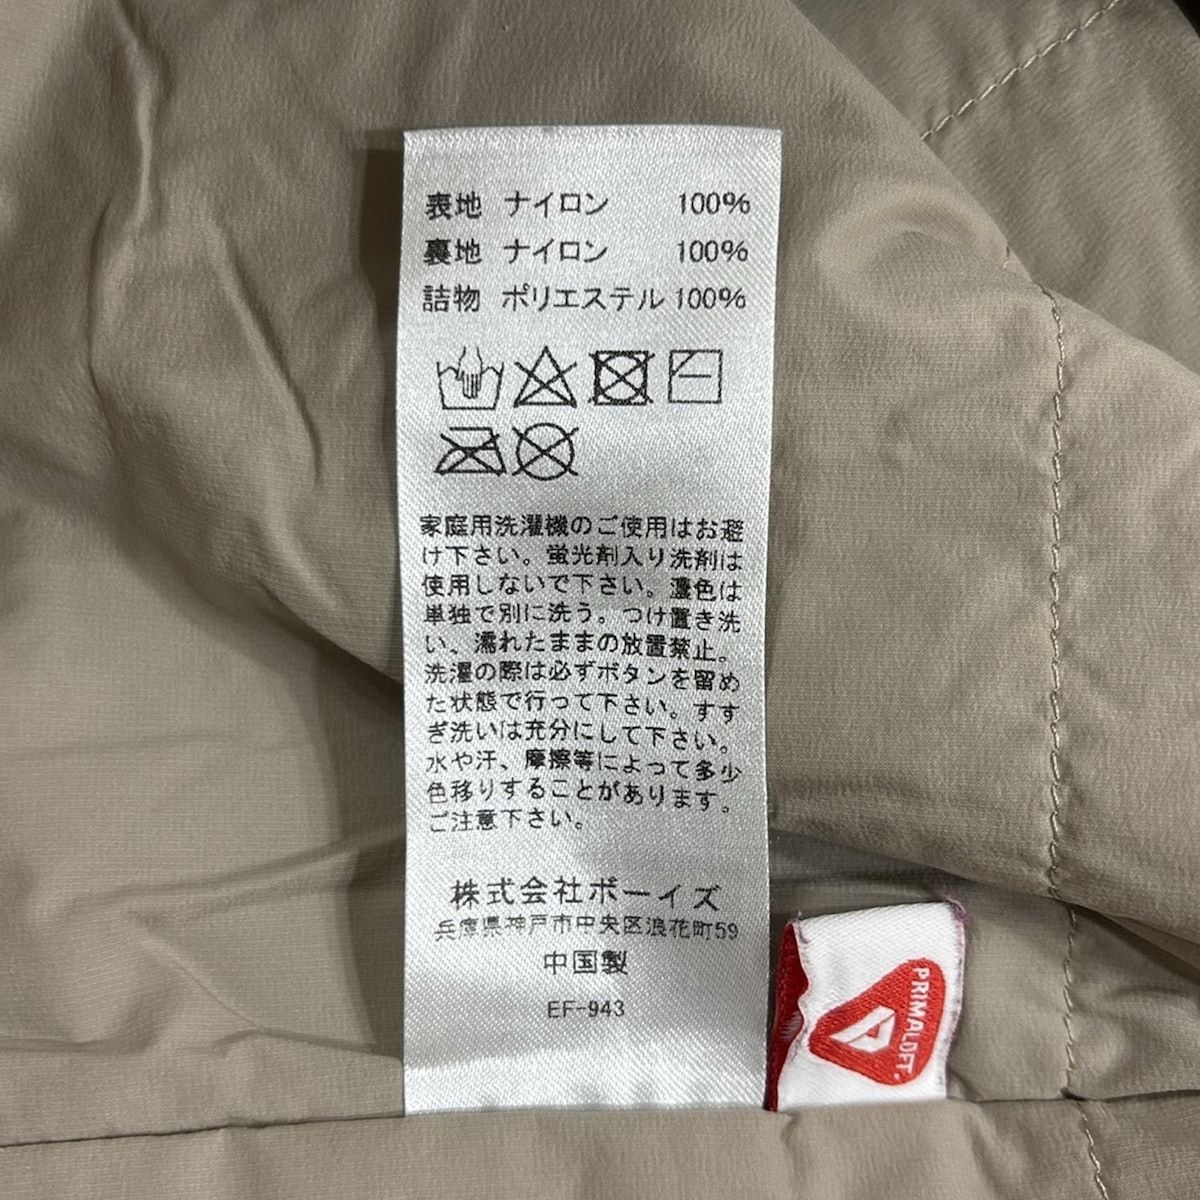 表地 ナイロン 100%
裏地 ナイロン 100%
詰物 ポリエステル 100%
家庭用洗濯機のご使用はお避
け下さい。蛍光剤入り洗剤は
使用しないで下さい。濃色は
単独で別に洗う。つけ置き洗
い、濡れたままの放置禁止。
洗濯の際は必ずボタンを留め
た状態で行って下さい。すす
ぎ洗いは充分にして下さい。
水や汗、摩擦等によって多少
色移りすることがあります。
ご注意下さい。
株式会社ボーイズ
兵庫県神戸市中央区浪花町59
中国製
EF-943
PRIMALOFT®